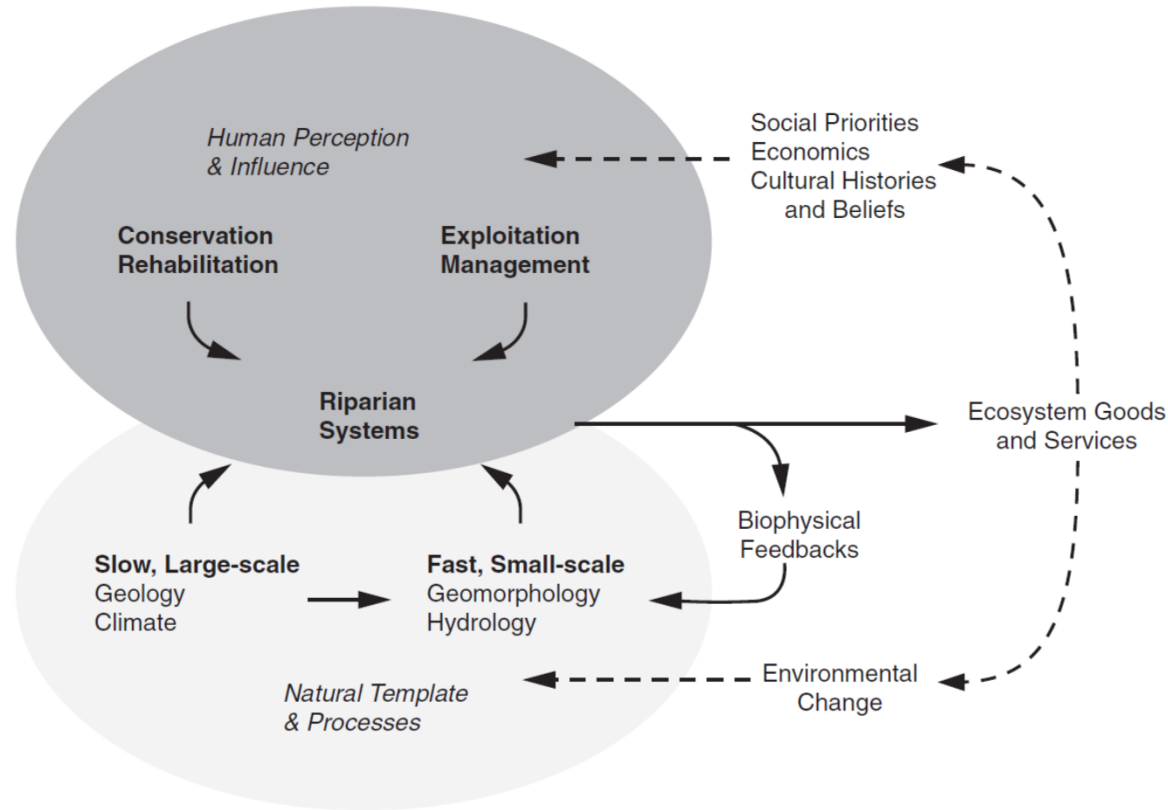 Human Perception
& Influence
Social Priorities
Economics
Cultural Histories
and Beliefs
Conservation
Rehabilitation
Exploitation
Management
Riparian
Systems
Ecosystem Goods
and Services
Biophysical
Feedbacks
Slow, Large-scale
Geology
Climate
Fast, Small-scale
Geomorphology
Hydrology
Natural Template
& Processes
Environmental
Change